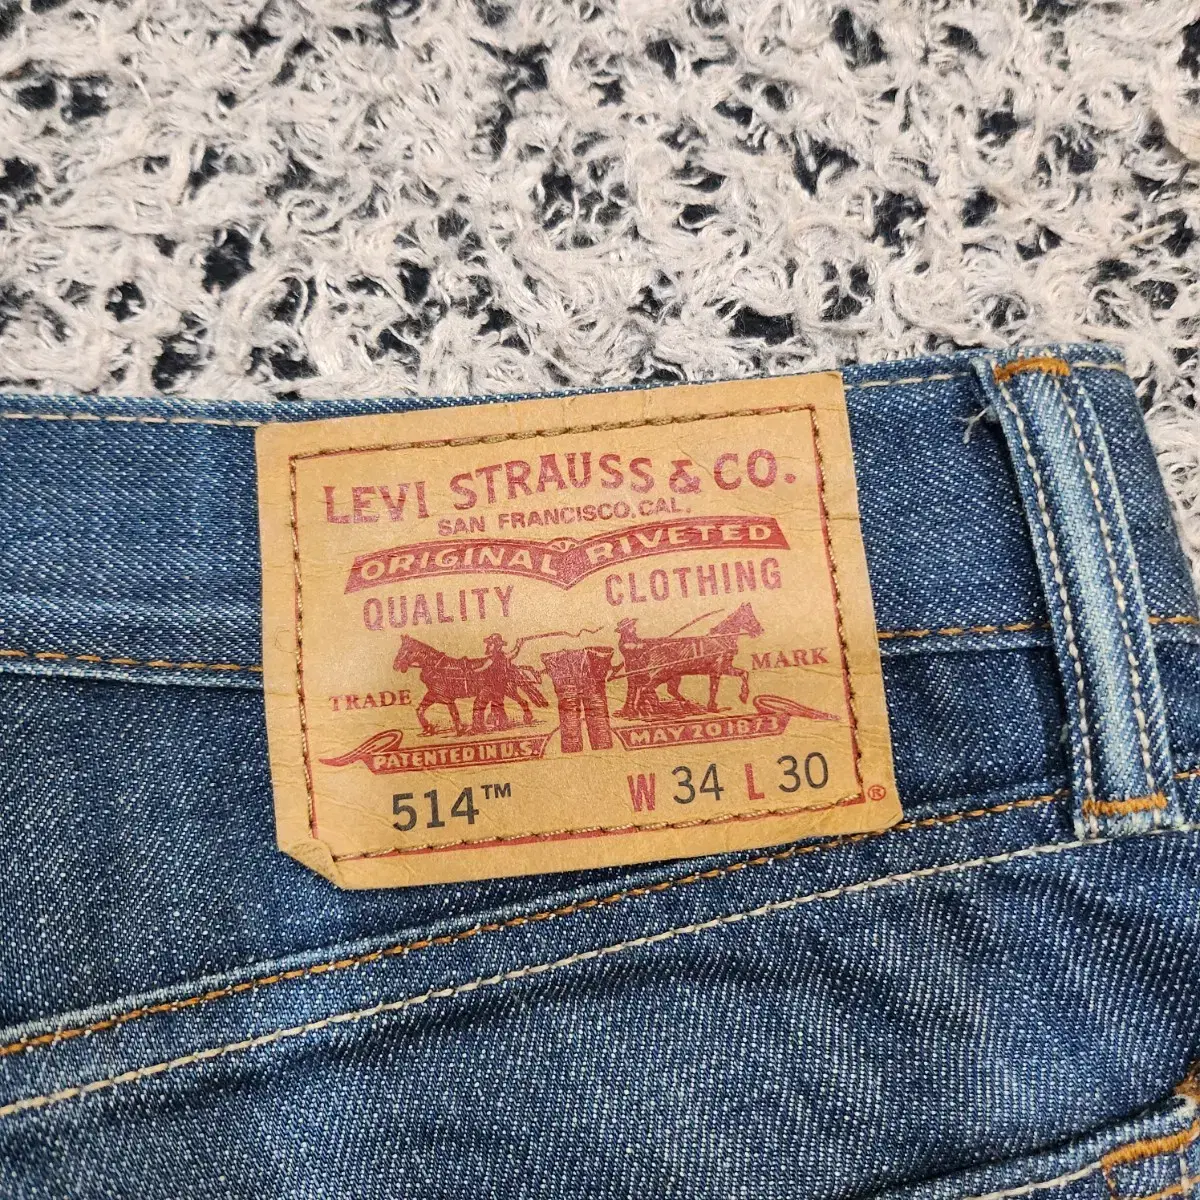 LEVI STRAUSS & CO.
SAN FRANCISCO, CAL.
ORIGINAL RIVETED
QUALITY CLOTHING
TRADE MARK
PATENTED IN U.S. MAY 20 1873
514™ W 34 L 30 ®